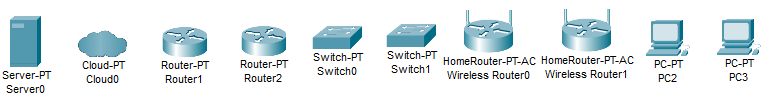 Server-PT
Server0
Cloud-PT
Cloud0
Router-PT
Router1
Router-PT
Router2
Switch-PT
Switch0
Switch-PT
Switch1
HomeRouter-PT-AC
Wireless Router0
HomeRouter-PT-AC
Wireless Router1
PC-PT
PC2
PC-PT
PC3